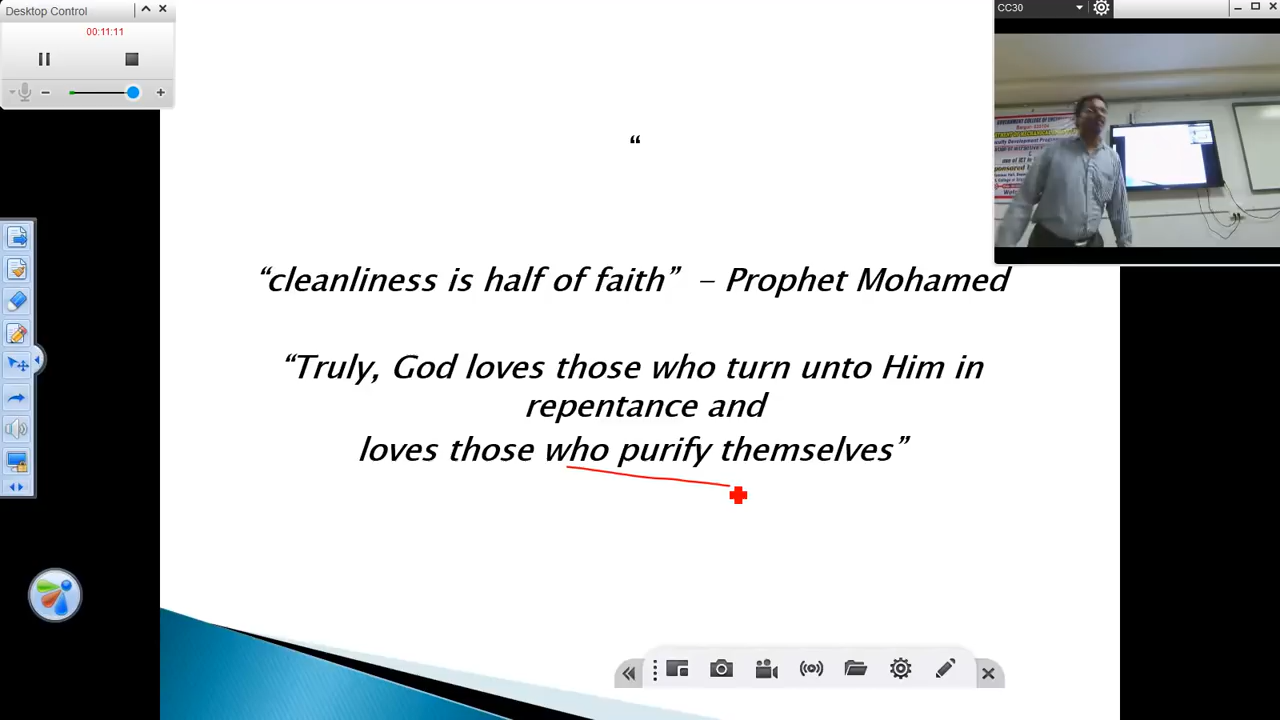 Desktop Control
00:11:11
CC30
“
“cleanliness is half of faith” – Prophet Mohamed
“Truly, God loves those who turn unto Him in
repentance and
loves those who purify themselves”